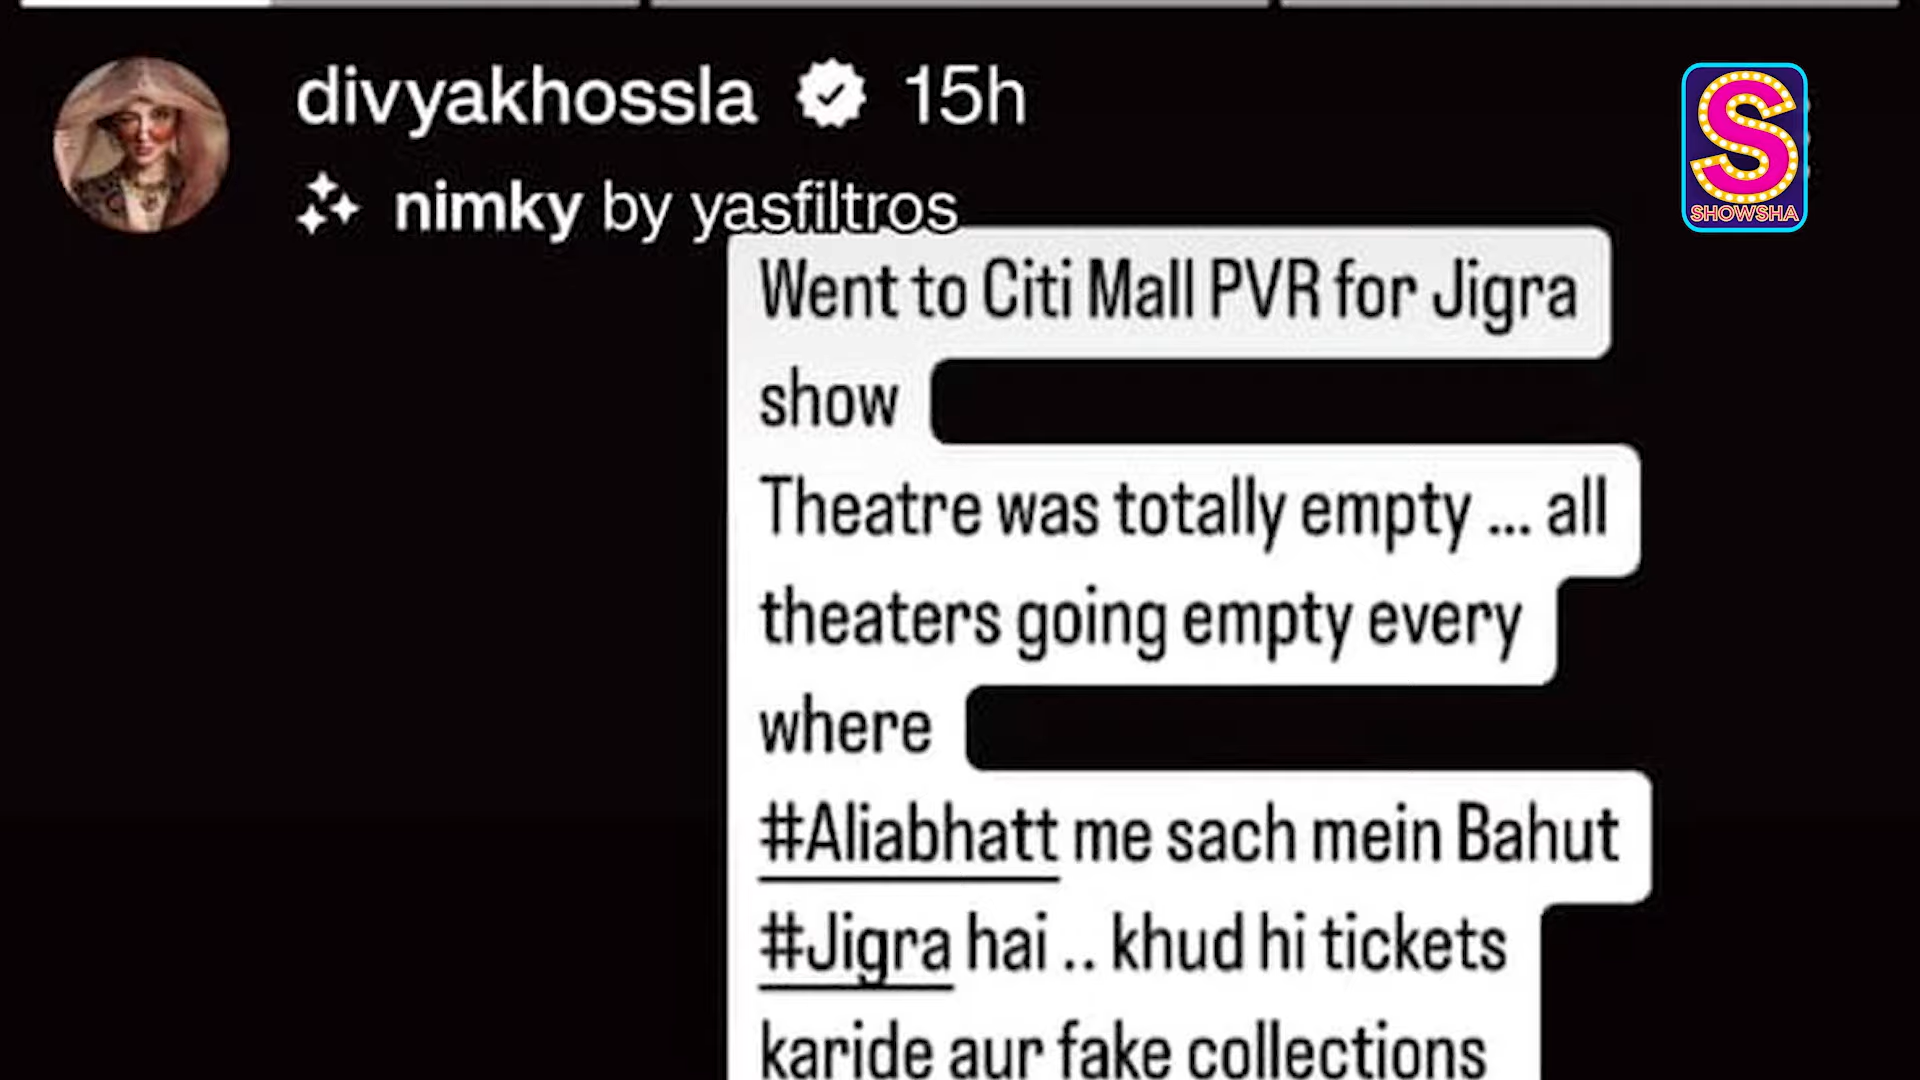 divyakhossla 15h
nimky by yasfiltros
S
SHOWSHA
Went to Citi Mall PVR for Jigra
show
Theatre was totally empty ... all
theaters going empty every
where
#Aliabhatt me sach mein Bahut
#Jigra hai .. khud hi tickets
karide aur fake collections